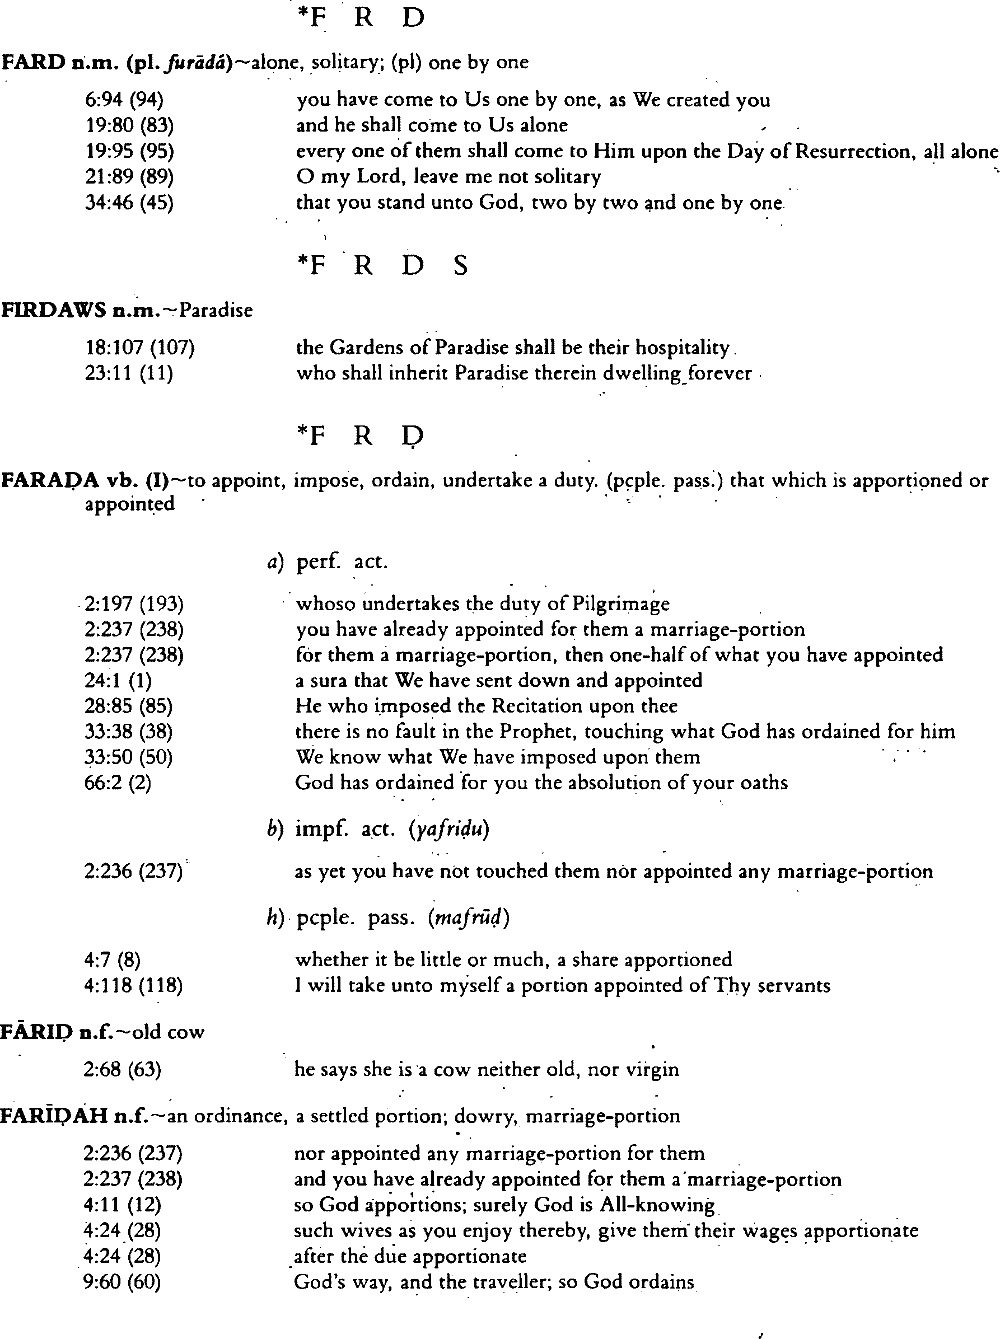 *F R D
FARD n.m. (pl. furādá)~alone, solitary; (pl) one by one
6:94 (94) you have come to Us one by one, as We created you
19:80 (83) and he shall come to Us alone
19:95 (95) every one of them shall come to Him upon the Day of Resurrection, all alone
21:89 (89) O my Lord, leave me not solitary
34:46 (45) that you stand unto God, two by two and one by one
*F R D S
FIRDAWS n.m.~Paradise
18:107 (107) the Gardens of Paradise shall be their hospitality
23:11 (11) who shall inherit Paradise therein dwelling forever
*F R Ḍ
FARAḌA vb. (I)~to appoint, impose, ordain, undertake a duty. (pcple. pass.) that which is apportioned or
appointed
a) perf. act.
2:197 (193) whoso undertakes the duty of Pilgrimage
2:237 (238) you have already appointed for them a marriage-portion
2:237 (238) for them a marriage-portion, then one-half of what you have appointed
24:1 (1) a sura that We have sent down and appointed
28:85 (85) He who imposed the Recitation upon thee
33:38 (38) there is no fault in the Prophet, touching what God has ordained for him
33:50 (50) We know what We have imposed upon them
66:2 (2) God has ordained for you the absolution of your oaths
b) impf. act. (yafriḍu)
2:236 (237) as yet you have not touched them nor appointed any marriage-portion
h) pcple. pass. (mafrūḍ)
4:7 (8) whether it be little or much, a share apportioned
4:118 (118) I will take unto myself a portion appointed of Thy servants
FĀRIḌ n.f.~old cow
2:68 (63) he says she is a cow neither old, nor virgin
FARĪḌAH n.f.~an ordinance, a settled portion; dowry, marriage-portion
2:236 (237) nor appointed any marriage-portion for them
2:237 (238) and you have already appointed for them a marriage-portion
4:11 (12) so God apportions; surely God is All-knowing
4:24 (28) such wives as you enjoy thereby, give them their wages apportionate
4:24 (28) after the due apportionate
9:60 (60) God's way, and the traveller; so God ordains